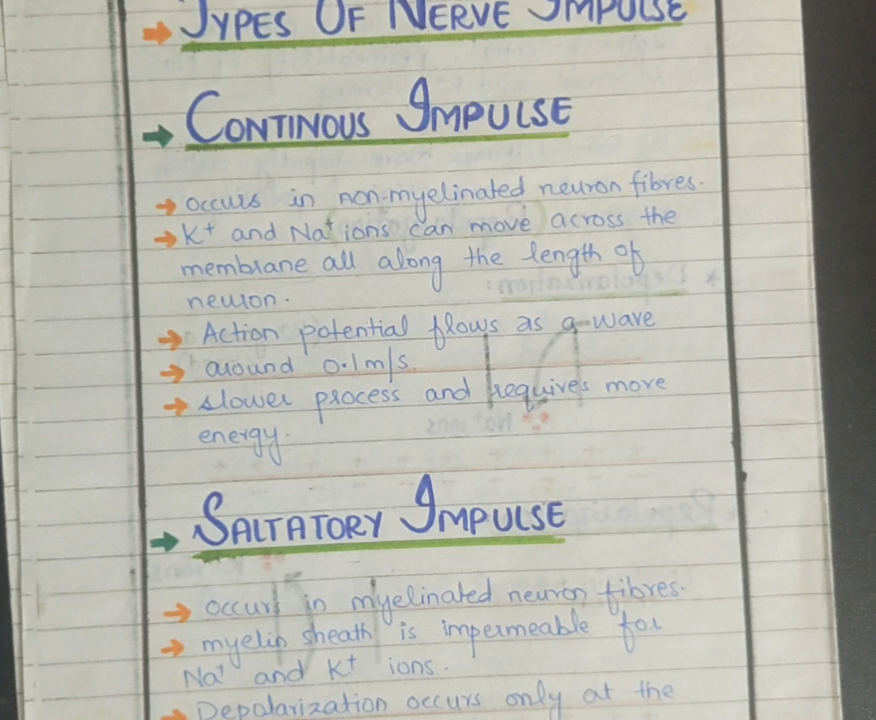 TYPES OF NERVE IMPULSE
CONTINOUS IMPULSE
occurs in non-myelinated neuron fibres.
K+ and Na+ ions can move across the
membrane all along the length of
neuron.
Action potential flows as a wave
around 0.1m/s.
slower process and requires more
energy.
SALTATORY IMPULSE
occurs in myelinated neuron fibres.
myelin sheath is impermeable for
Na+ and K+ ions.
Depolarization occurs only at the